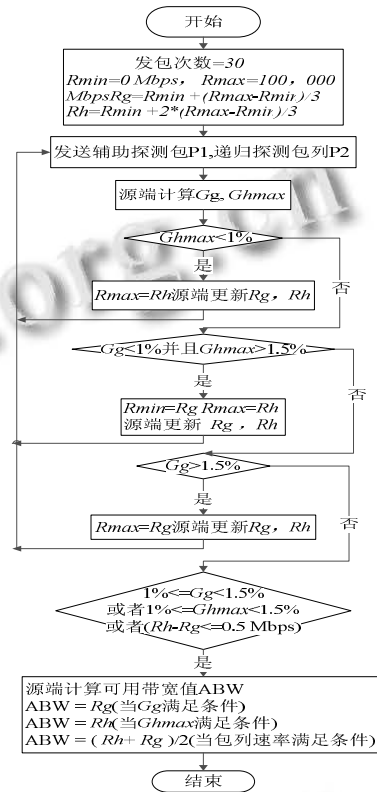 开始
发包次数=30
Rmin=0 Mbps, Rmax=100, 000
MbpsRg=Rmin +(Rmax-Rmir)/3
Rh=Rmin +2*(Rmax-Rmir)/3
发送辅助探测包P1,递归探测包列P2
源端计算Gg, Ghmax
Ghmax<1%
是
否
Rmax=Rh源端更新Rg, Rh
Gg<1%并且Ghmax>1.5%
是
否
Rmin=Rg Rmax=Rh
源端更新 Rg , Rh
Gg>1.5%
是
否
Rmax=Rg源端更新Rg, Rh
1%<=Gg<1.5%
或者1%<=Ghmax<1.5%
或者(Rh-Rg<=0.5 Mbps)
是
源端计算可用带宽值ABW
ABW = Rg(当Gg满足条件)
ABW = Rh(当Ghmax满足条件)
ABW = ( Rh+ Rg )/2(当包列速率满足条件)
结束
.org.cn